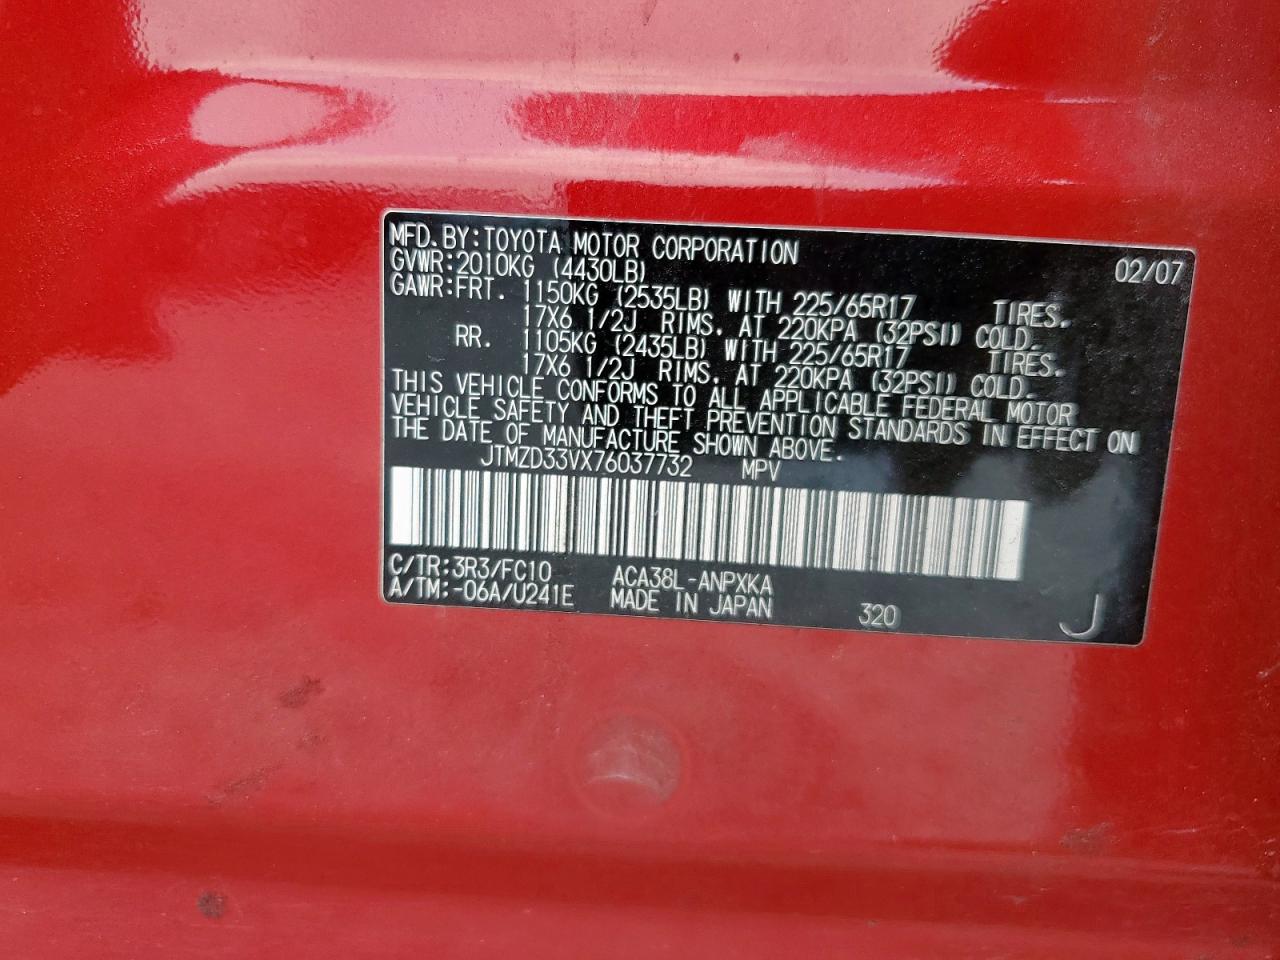 MFD.BY:TOYOTA MOTOR CORPORATION 02/07
GVWR:2010KG (4430LB)
GAWR:FRT. 1150KG (2535LB) WITH 225/65R17 TIRES.
17X6 1/2J RIMS. AT 220KPA (32PSI) COLD.
RR. 1105KG (2435LB) WITH 225/65R17 TIRES.
17X6 1/2J RIMS. AT 220KPA (32PSI) COLD.
THIS VEHICLE CONFORMS TO ALL APPLICABLE FEDERAL MOTOR
VEHICLE SAFETY AND THEFT PREVENTION STANDARDS IN EFFECT ON
THE DATE OF MANUFACTURE SHOWN ABOVE.
JTMZD33VX76037732 MPV
C/TR:3R3/FC10 ACA38L-ANPXKA
A/TM:-06A/U241E MADE IN JAPAN 320 J